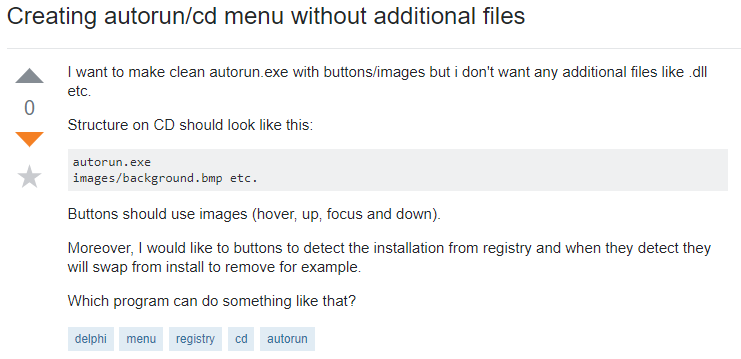 Creating autorun/cd menu without additional files
I want to make clean autorun.exe with buttons/images but i don't want any additional files like .dll
etc.
0
Structure on CD should look like this:
autorun.exe
images/background.bmp etc.
Buttons should use images (hover, up, focus and down).
Moreover, I would like to buttons to detect the installation from registry and when they detect they
will swap from install to remove for example.
Which program can do something like that?
delphi menu registry cd autorun